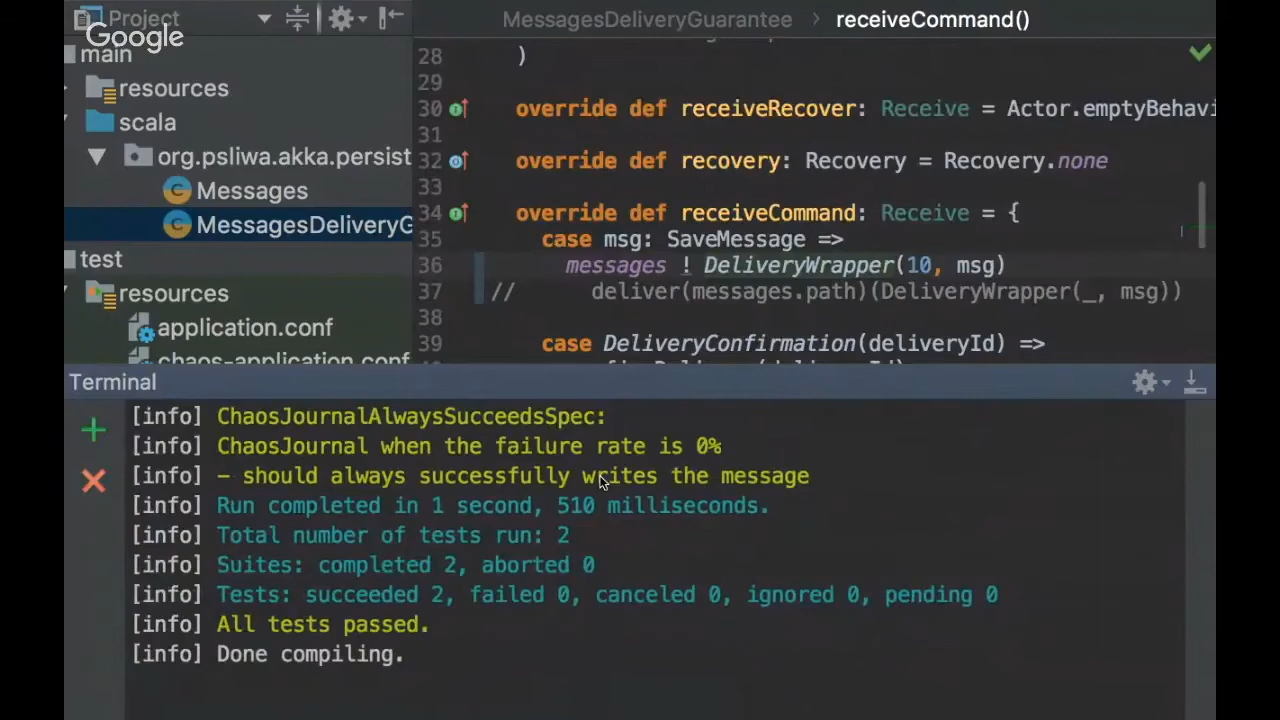 Project
Google
main
resources
scala
org.psliwa.akka.persist
Messages
MessagesDeliveryG
test
resources
application.conf
chaos-application.conf
MessagesDeliveryGuarantee › receiveCommand()
28 )
29
30 override def receiveRecover: Receive = Actor.emptyBehavi
31
32 override def recovery: Recovery = Recovery.none
33
34 override def receiveCommand: Receive = {
35 case msg: SaveMessage =>
36 messages ! DeliveryWrapper(10, msg)
37 // deliver(messages.path)(DeliveryWrapper(_, msg))
38
39 case DeliveryConfirmation(deliveryId) =>
Terminal
[info] ChaosJournalAlwaysSucceedsSpec:
[info] ChaosJournal when the failure rate is 0%
[info] - should always successfully writes the message
[info] Run completed in 1 second, 510 milliseconds.
[info] Total number of tests run: 2
[info] Suites: completed 2, aborted 0
[info] Tests: succeeded 2, failed 0, canceled 0, ignored 0, pending 0
[info] All tests passed.
[info] Done compiling.